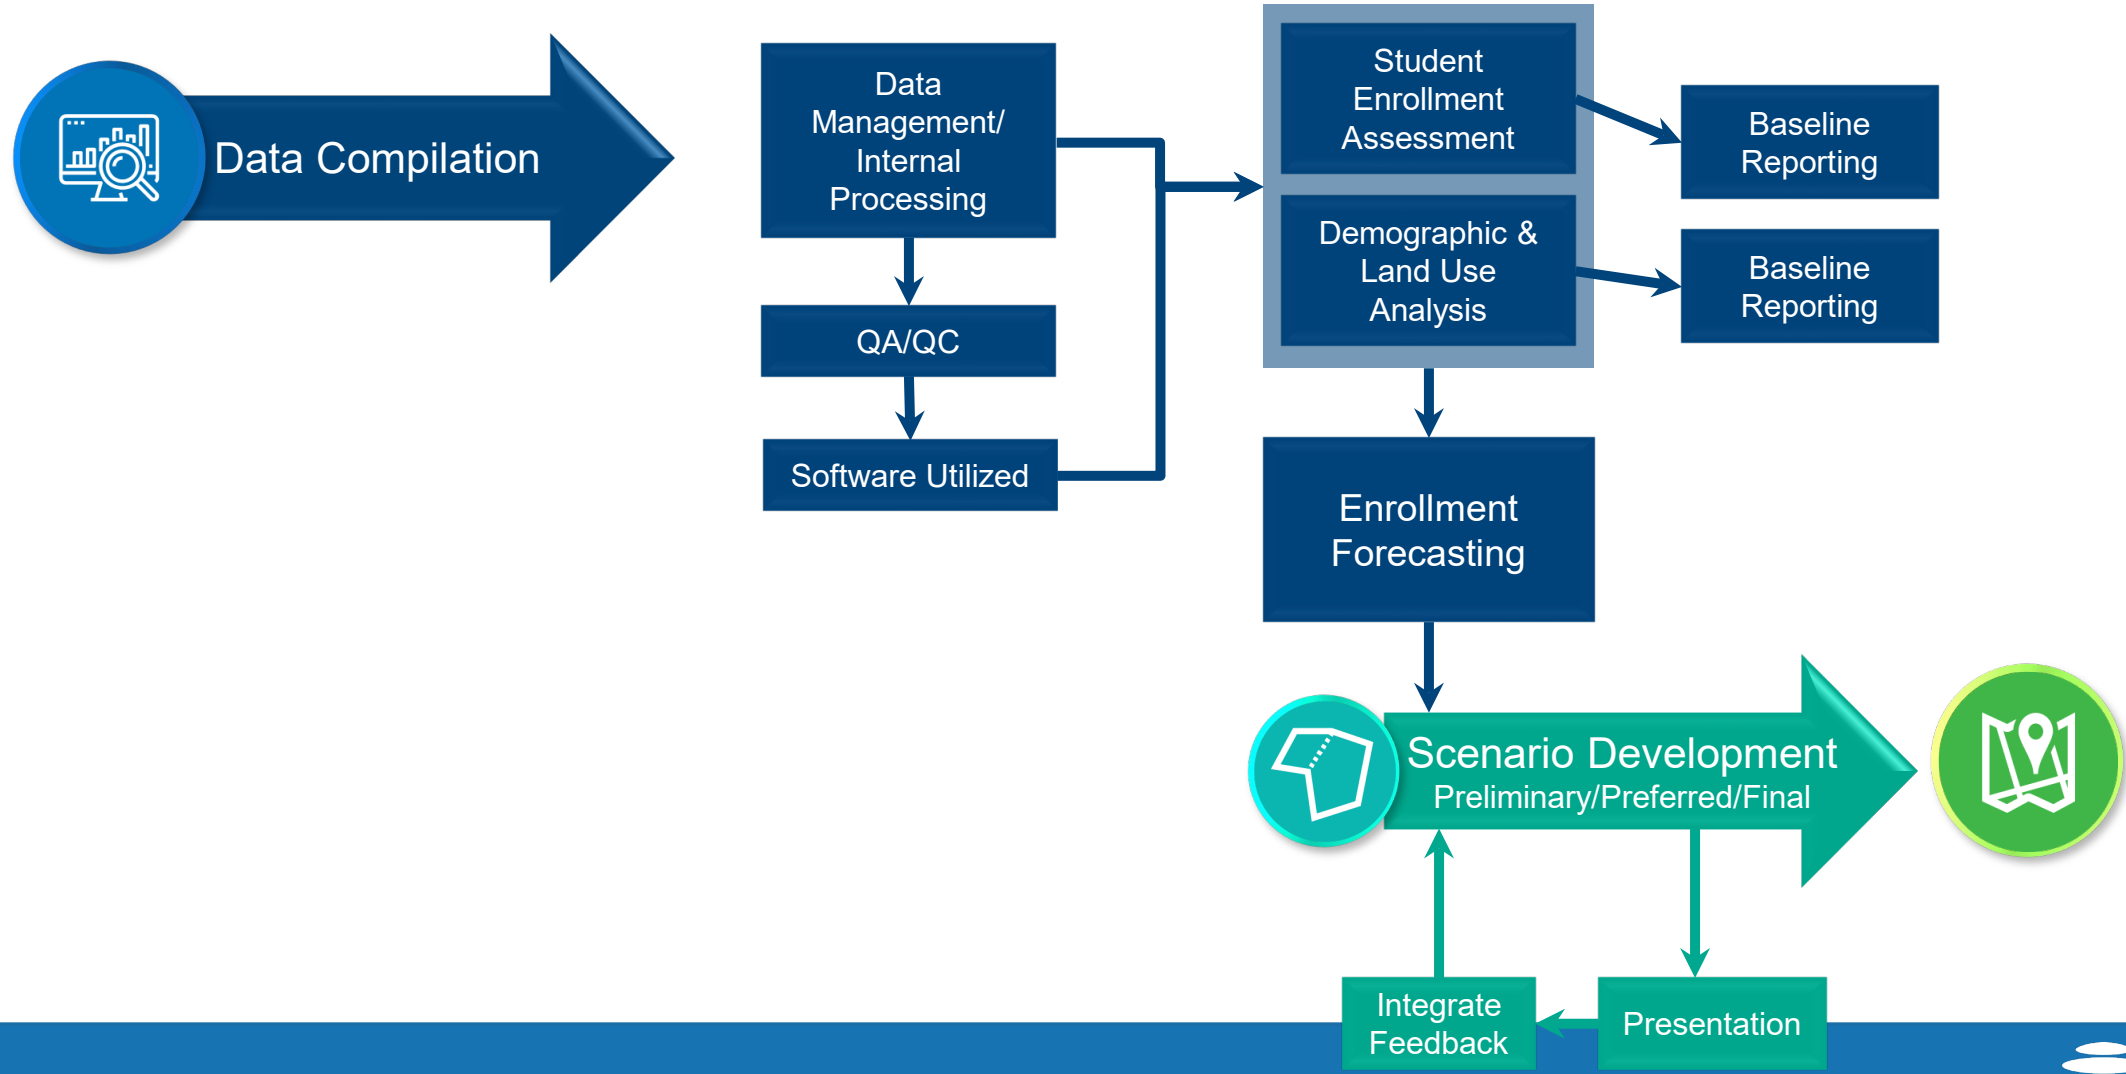 Data Compilation
Data
Management/
Internal
Processing
QA/QC
Software Utilized
Student
Enrollment
Assessment
Demographic &
Land Use
Analysis
Baseline
Reporting
Baseline
Reporting
Enrollment
Forecasting
Scenario Development
Preliminary/Preferred/Final
Integrate
Feedback
Presentation